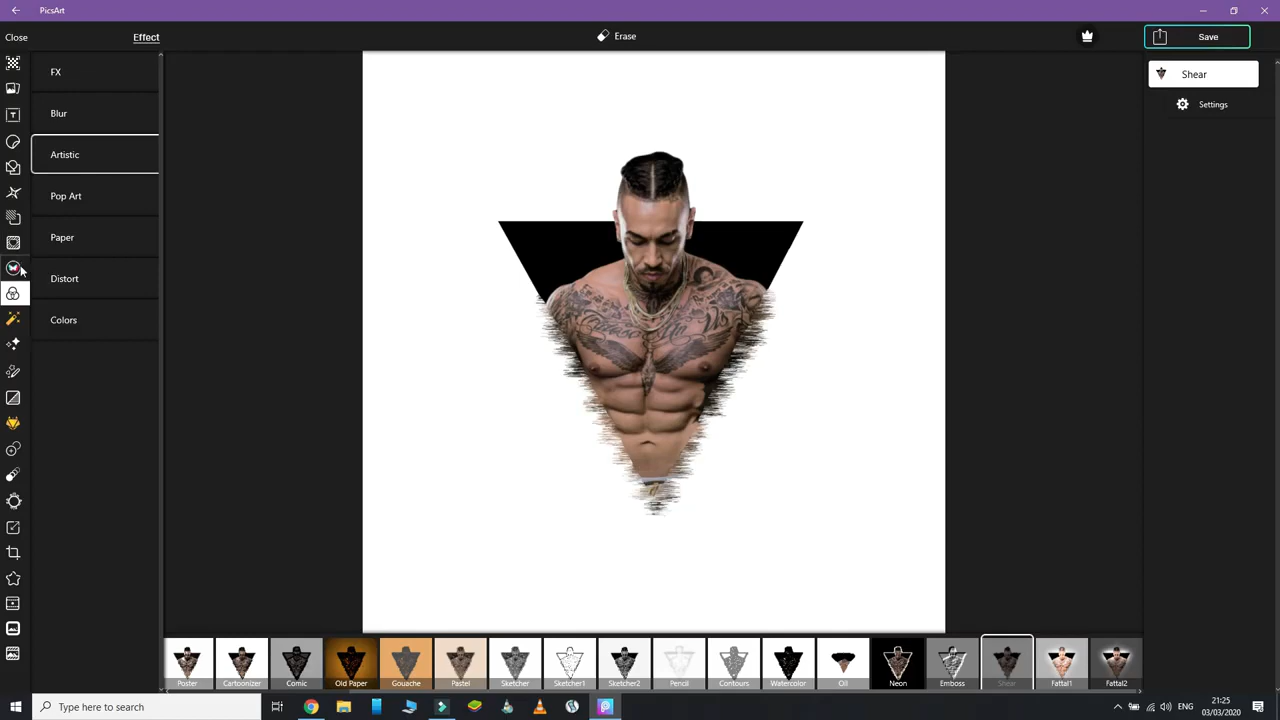 PicsArt
Close
Effect
Erase
Save
FX
Blur
Artistic
Pop Art
Paper
Distort
Colors
Shear
Settings
Poster
Cartoonizer
Comic
Old Paper
Gouache
Pastel
Sketcher
Sketcher1
Sketcher2
Pencil
Contours
Watercolor
Oil
Neon
Emboss
Shear
Fattal1
Fattal2
Type here to search
ENG
21:25
03/03/2020